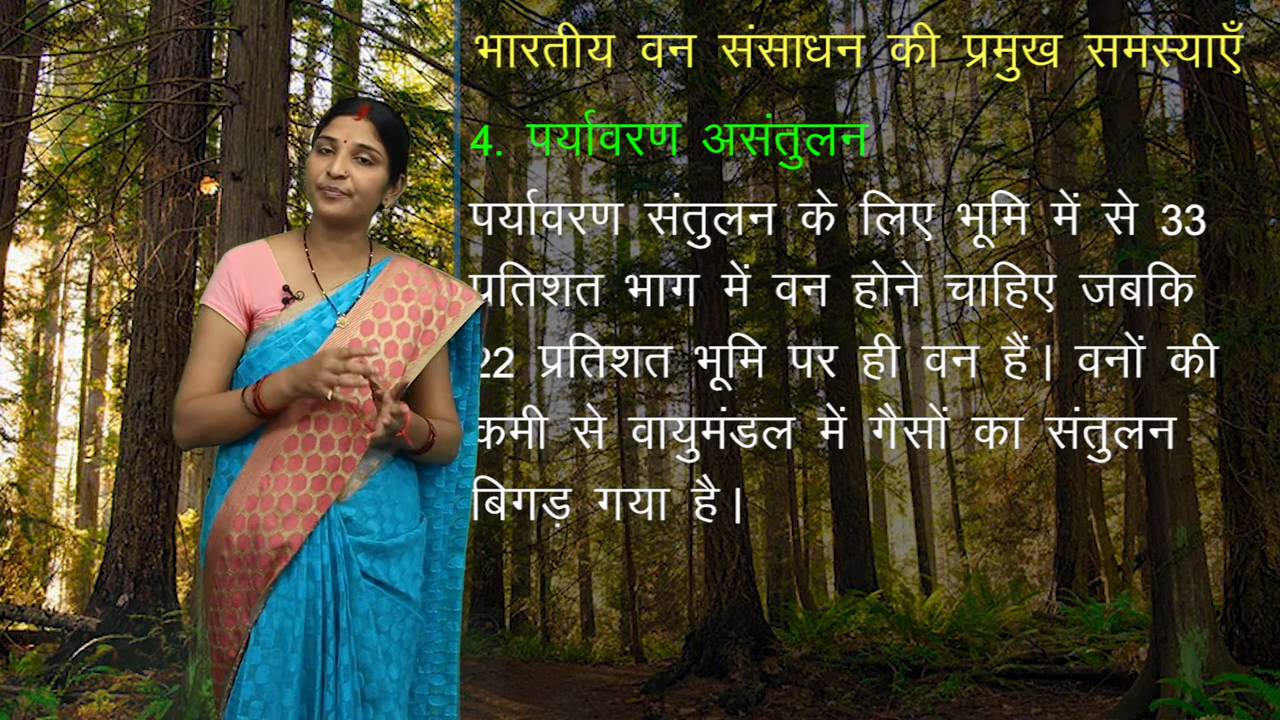 भारतीय वन संसाधन की प्रमुख समस्याएँ
4. पर्यावरण असंतुलन
पर्यावरण संतुलन के लिए भूमि में से 33
प्रतिशत भाग में वन होने चाहिए जबकि
22 प्रतिशत भूमि पर ही वन हैं। वनों की
कमी से वायुमंडल में गैसों का संतुलन
बिगड़ गया है।